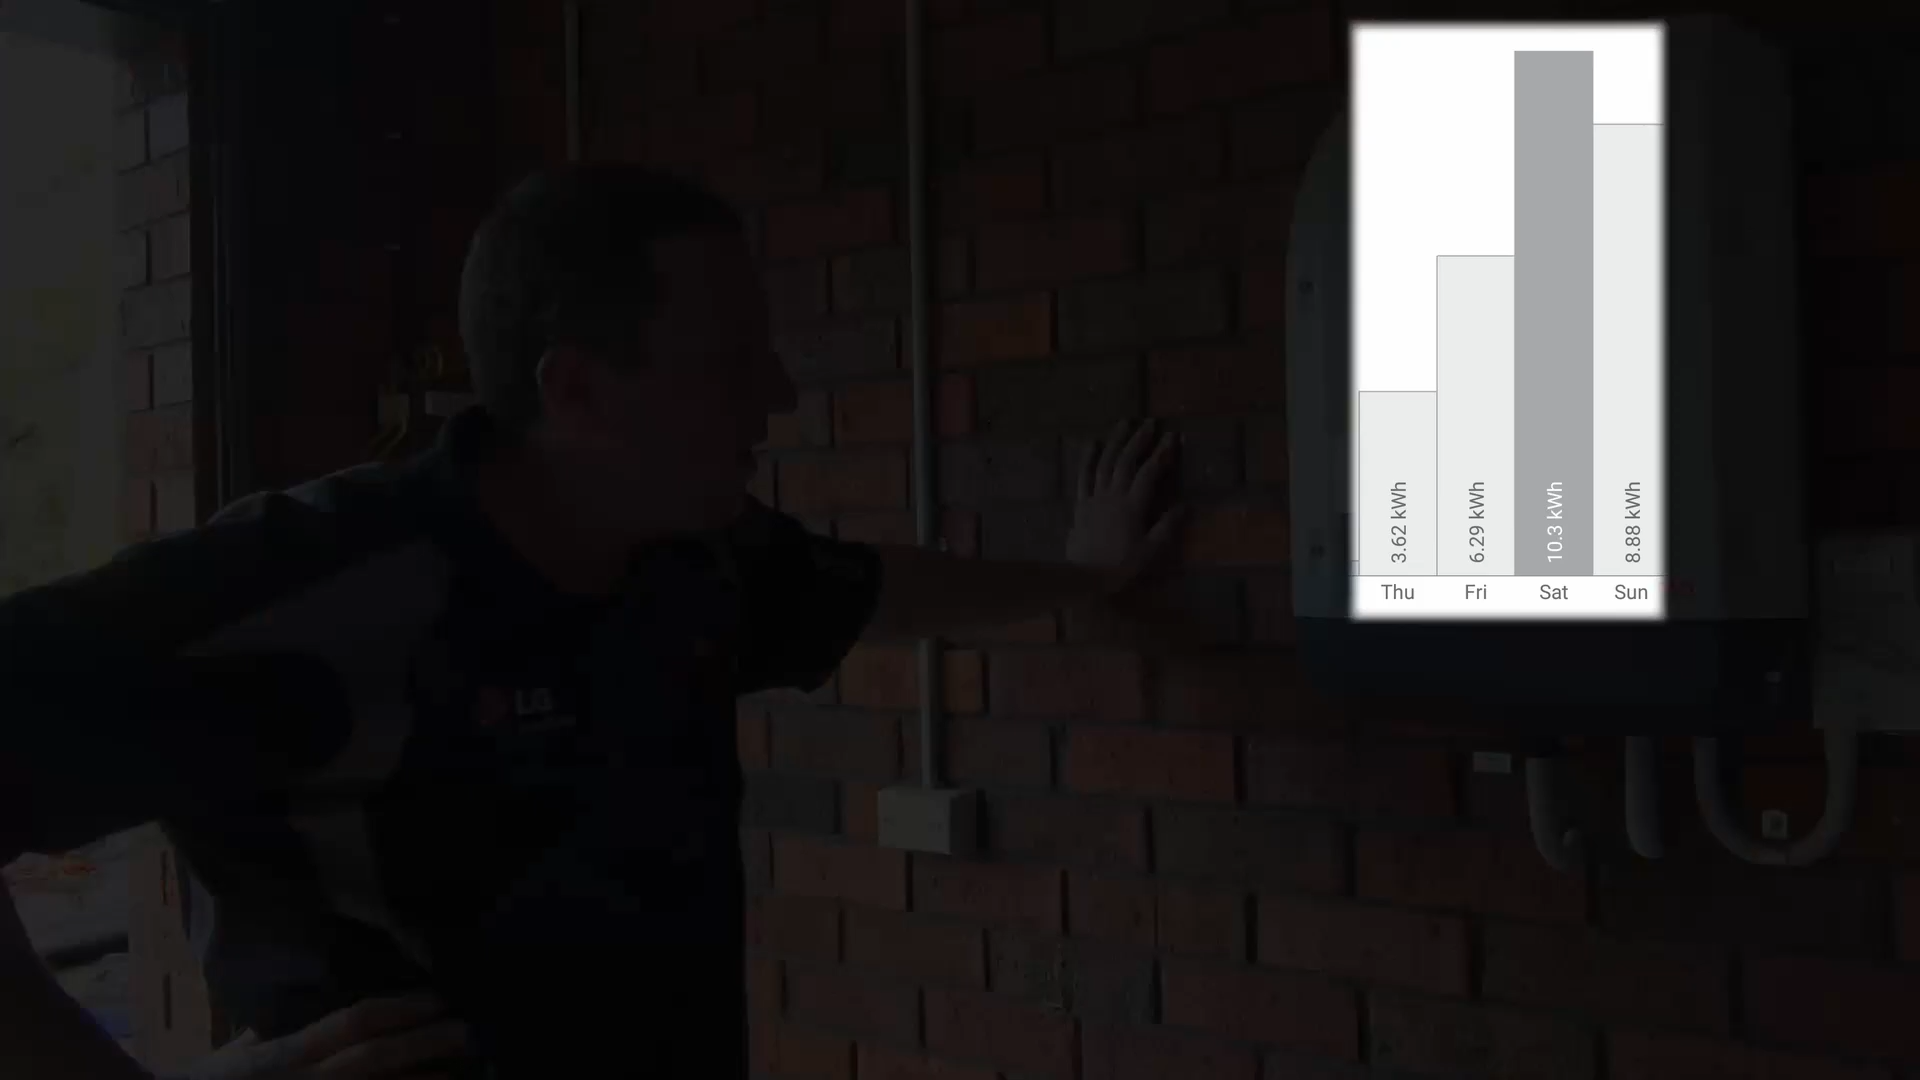 3.62 kWh
6.29 kWh
10.3 kWh
8.88 kWh
Thu
Fri
Sat
Sun
LG